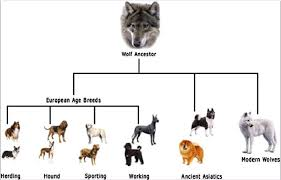 Wolf Ancestor
European Age Breeds
Herding
Hound
Sporting
Working
Ancient Asiatics
Modern Wolves